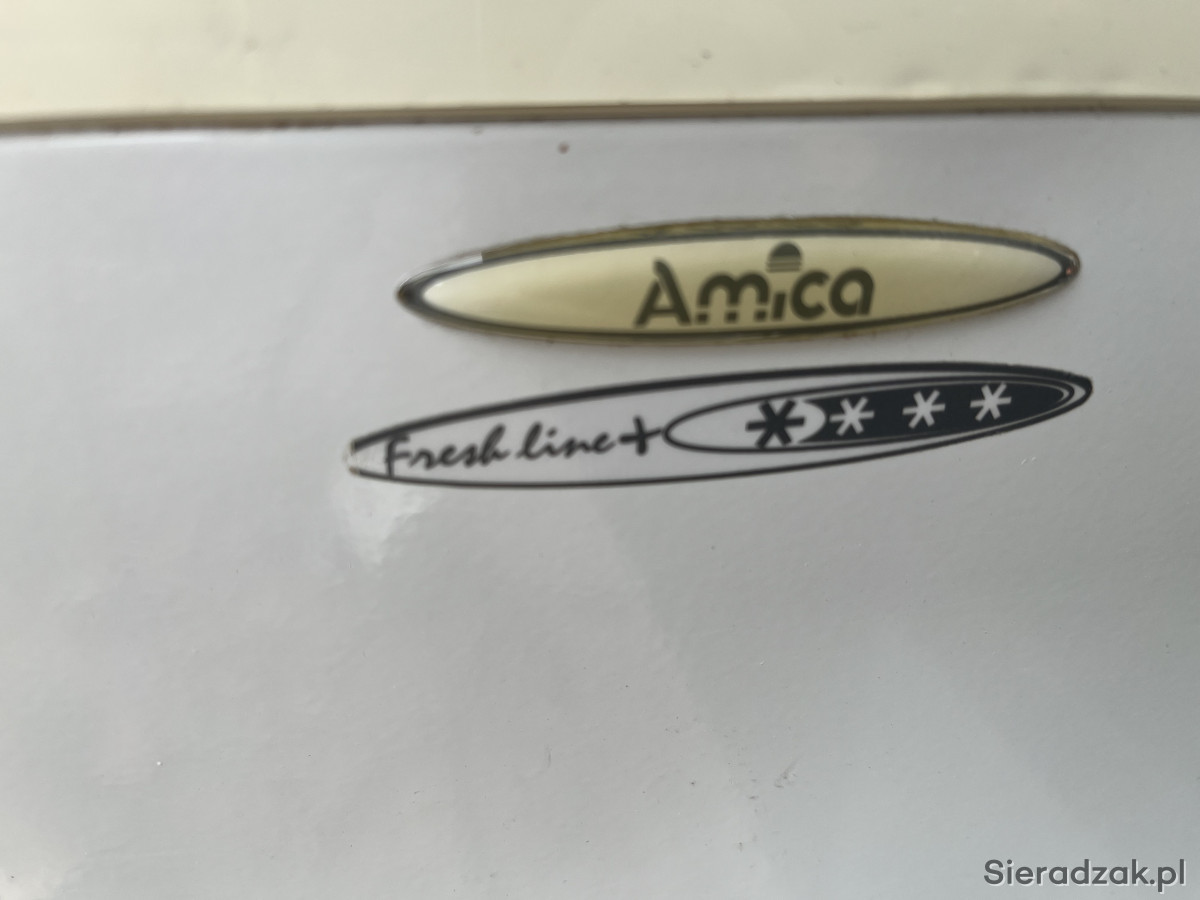 Amica
Fresh line +
Sieradzak.pl